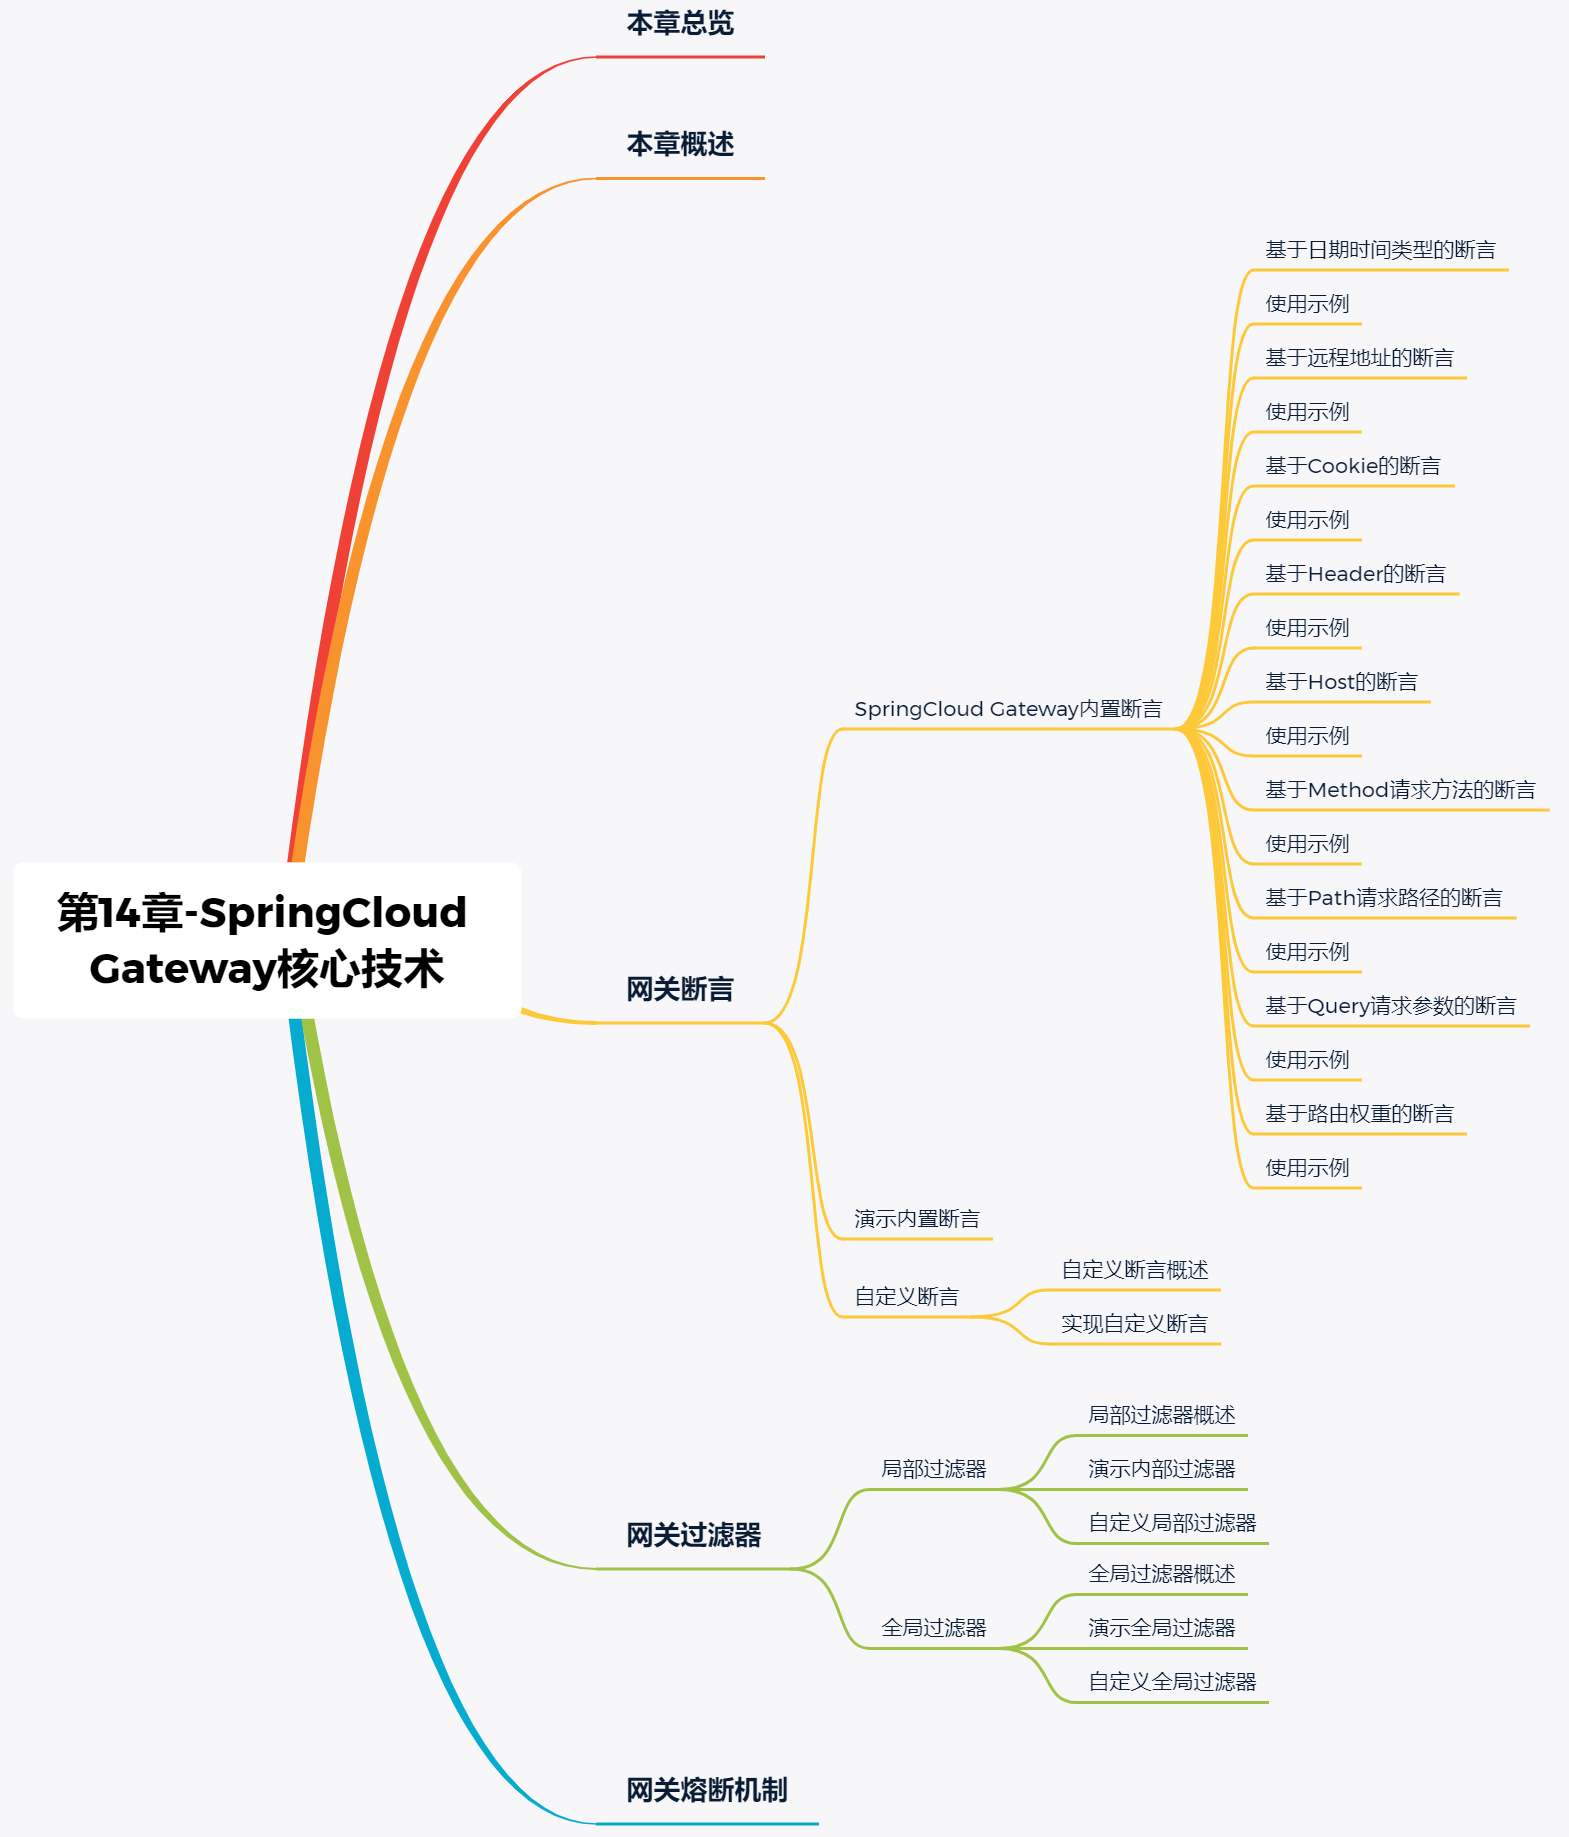 第14章-SpringCloud
Gateway核心技术
本章总览
本章概述
网关断言
SpringCloud Gateway内置断言
基于日期时间类型的断言
使用示例
基于远程地址的断言
使用示例
基于Cookie的断言
使用示例
基于Header的断言
使用示例
基于Host的断言
使用示例
基于Method请求方法的断言
使用示例
基于Path请求路径的断言
使用示例
基于Query请求参数的断言
使用示例
基于路由权重的断言
使用示例
演示内置断言
自定义断言
自定义断言概述
实现自定义断言
网关过滤器
局部过滤器
局部过滤器概述
演示内部过滤器
自定义局部过滤器
全局过滤器
全局过滤器概述
演示全局过滤器
自定义全局过滤器
网关熔断机制